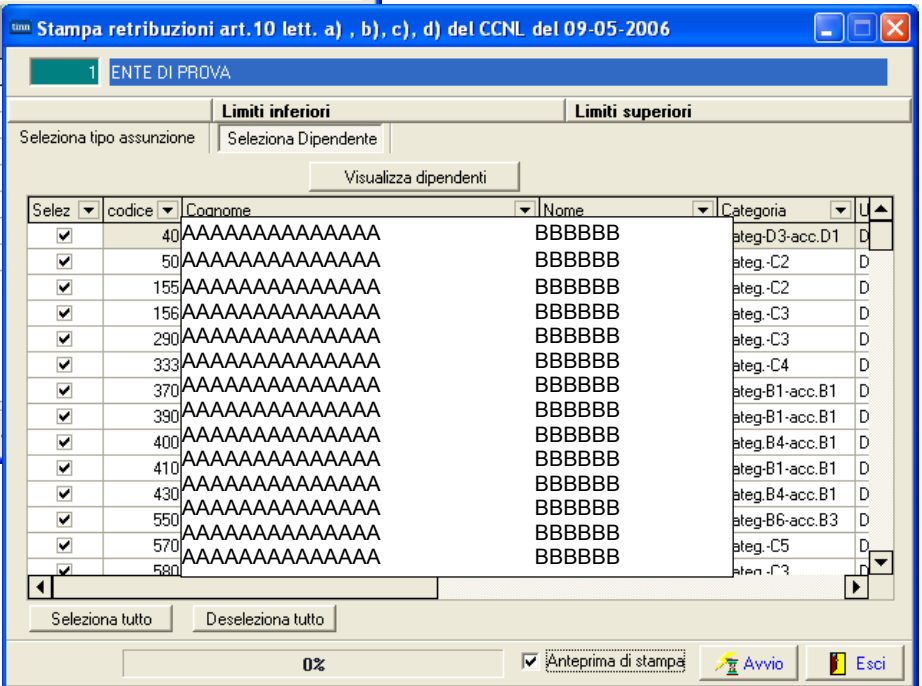 tinn Stampa retribuzioni art.10 lett. a) , b), c), d) del CCNL del 09-05-2006
1 ENTE DI PROVA
Limiti inferiori Limiti superiori
Seleziona tipo assunzione Seleziona Dipendente
Visualizza dipendenti
Selez codice Cognome Nome Categoria U
40 AAAAAAAAAAAAAA BBBBBB ateg-D3-acc.D1 D
50 AAAAAAAAAAAAAA BBBBBB ateg.-C2 D
155 AAAAAAAAAAAAAA BBBBBB ateg.-C2 D
156 AAAAAAAAAAAAAA BBBBBB ateg.-C3 D
290 AAAAAAAAAAAAAA BBBBBB ateg.-C3 D
333 AAAAAAAAAAAAAA BBBBBB ateg.-C4 D
370 AAAAAAAAAAAAAA BBBBBB ateg-B1-acc.B1 D
390 AAAAAAAAAAAAAA BBBBBB ateg-B1-acc.B1 D
400 AAAAAAAAAAAAAA BBBBBB ateg.B4-acc.B1 D
410 AAAAAAAAAAAAAA BBBBBB ateg-B1-acc.B1 D
430 AAAAAAAAAAAAAA BBBBBB ateg.B4-acc.B1 D
550 AAAAAAAAAAAAAA BBBBBB ateg-B6-acc.B3 D
570 AAAAAAAAAAAAAA BBBBBB ateg.-C5 D
580 AAAAAAAAAAAAAA BBBBBB ateg.-C3 D
Seleziona tutto Deseleziona tutto
0% Anteprima di stampa Avvio Esci